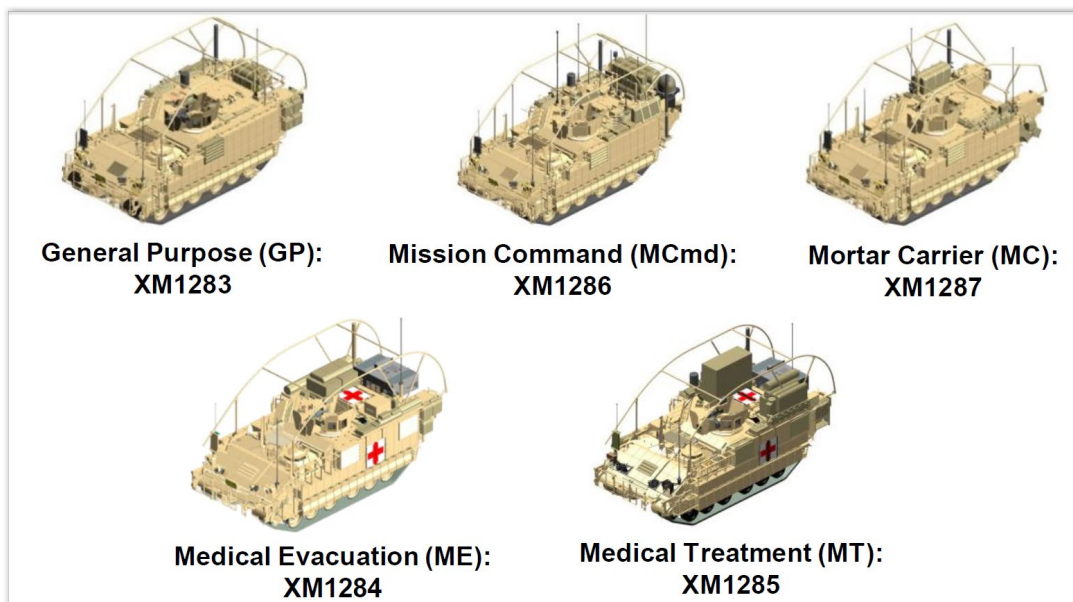 General Purpose (GP):
XM1283
Mission Command (MCmd):
XM1286
Mortar Carrier (MC):
XM1287
Medical Evacuation (ME):
XM1284
Medical Treatment (MT):
XM1285